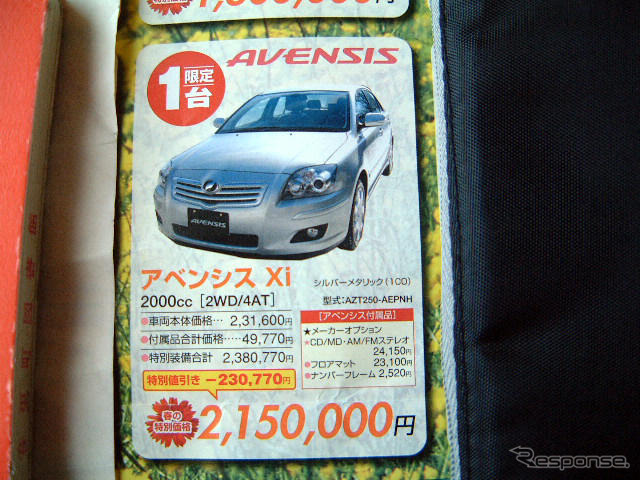 特別価格 円
AVENSIS
限定
1台
AVENSIS
アベンシス Xi
シルバーメタリック(1C0)
2000cc [2WD/4AT]
型式:AZT250-AEPNH
●車両本体価格… 2,31,600円
●付属品合計価格…… 49,770円
●特別装備合計 2,380,770円
特別値引き −230,770円
[アベンシス付属品]
★メーカーオプション
★CD/MD・AM/FMステレオ
24,150円
●フロアマット 23,100円
●ナンバーフレーム 2,520円
春の
特別価格
2,150,000円
Response.